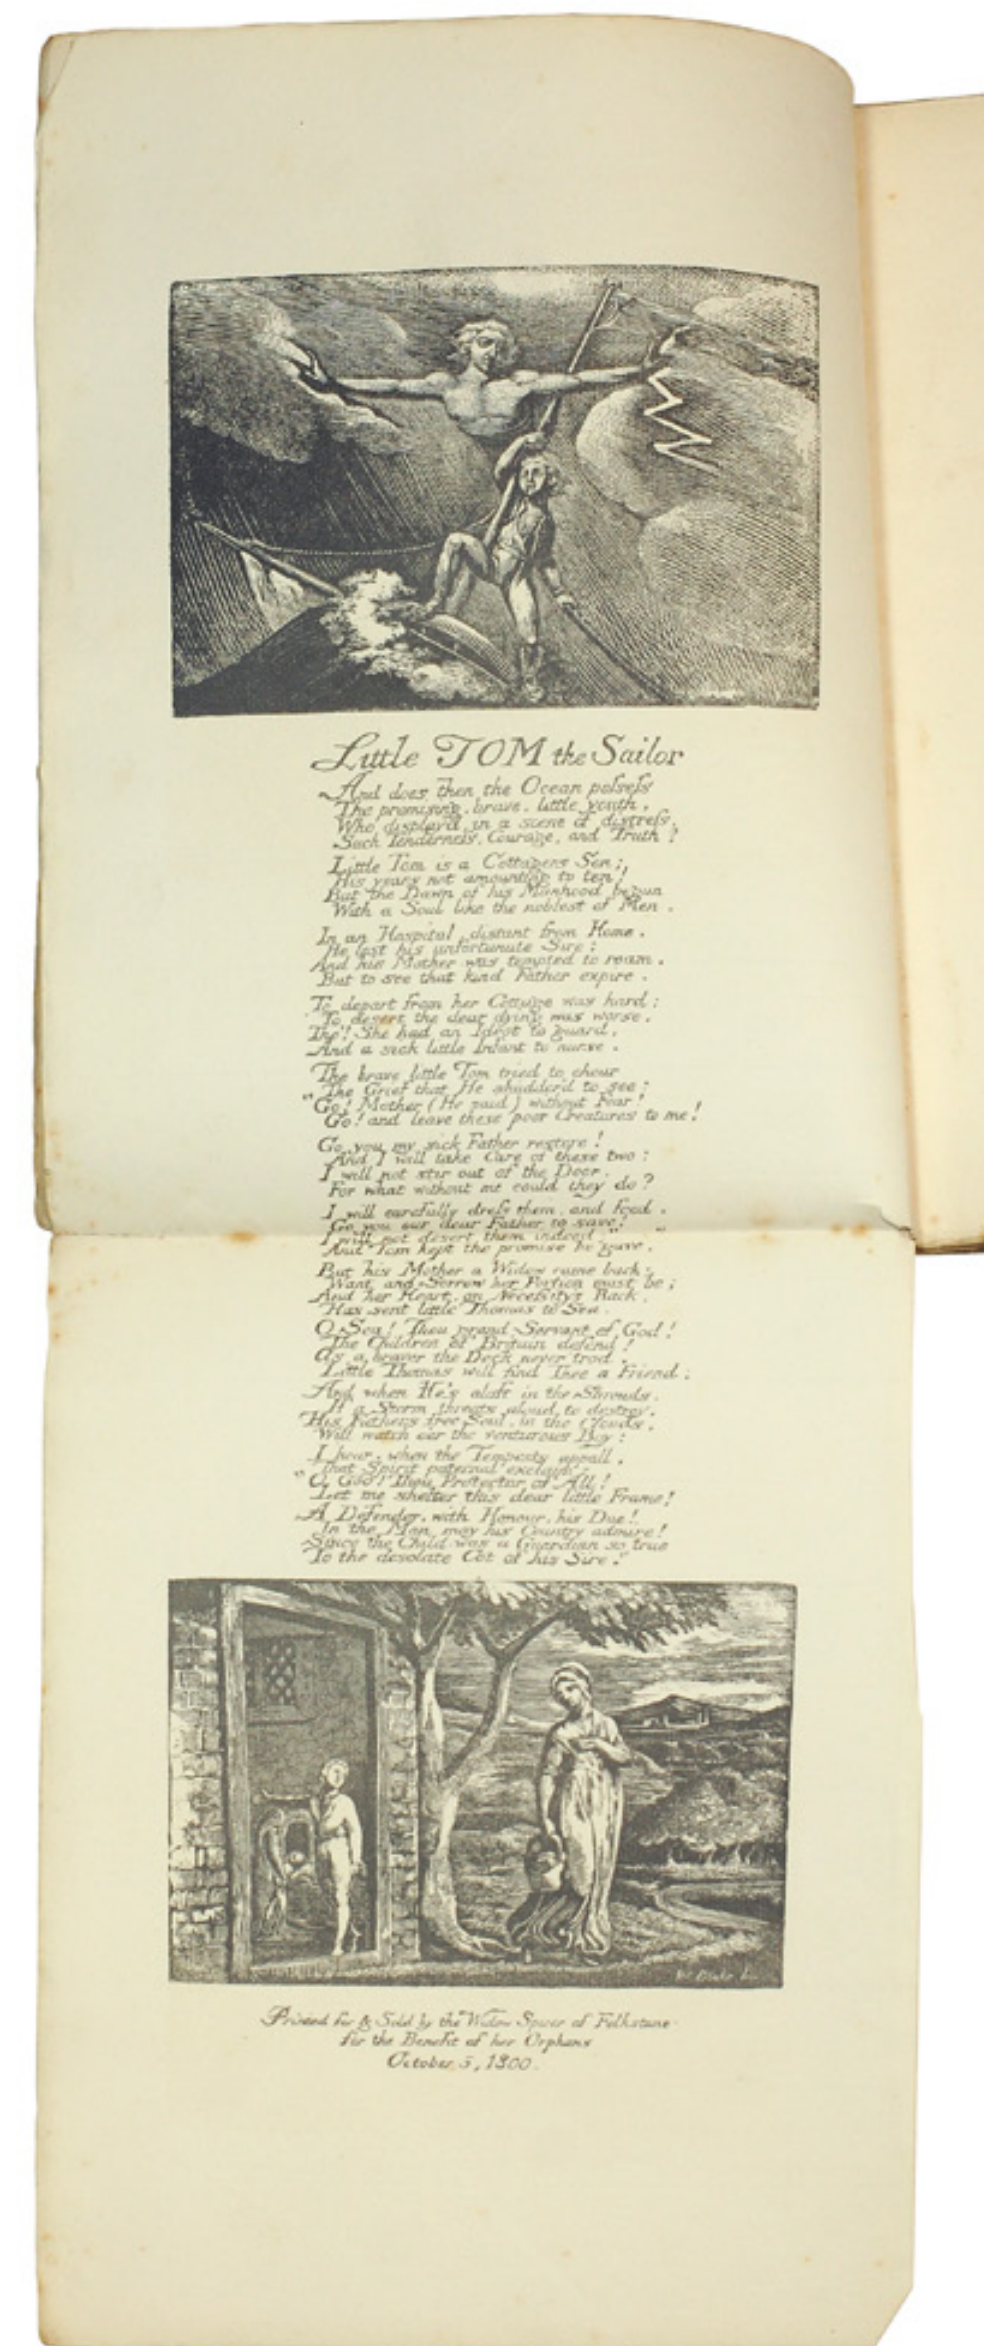 Little TOM the Sailor
And does then the Ocean possess
The promising, brave, little youth,
Who display'd in a scene of distress,
Such Tenderness, Courage, and Truth?
Little Tom is a Cottagers Son;
His years not amounting to ten!
But the Dawn of his Manhood begun
With a Soul like the noblest of Men.
In an Hospital, distant from Home,
He lost his unfortunate Sire;
And his Mother was tempted to roam,
But to see that kind Father expire.
To depart from her Cottage was hard;
To desert the dear dying was worse,
Tho'! She had an Ideot to guard,
And a sick little Infant to nurse.
The brave little Tom tried to chear
The Grief that He shudder'd to see;
"Go! Mother (He said) without Fear!
Go! and leave these poor Creatures to me!
Go you my sick Father restore!
And I will take Care of these two:
I will not stir out of the Door,
For what without me could they do?
I will carefully dress them, and feed,
Go you our dear Father to save!
I will not desert them indeed;"
And Tom kept the promise he gave.
But his Mother a Widow came back;
Want, and Sorrow her Portion must be;
And her Heart, on Necessity's Rack,
Has sent little Thomas to Sea.
O Sea! Thou grand Servant of God!
The Children of Britain defend!
As a braver the Deck never trod,
Little Thomas will find Thee a Friend:
And when He's aloft in the Shrouds,
If a Storm threats aloud to destroy,
His Fathers free Soul, in the Clouds,
Will watch oer the venturous Boy:
I hear, when the Tempests appall,
That Spirit paternal exclaim:
"O, God! thou Protector of All!
Let me shelter this dear little Frame!
A Defender, with Honour, his Due!
In the Man, may his Country admire!
Since the Child was a Guardian so true
To the desolate Cot of his Sire."
W Blake
Printed for & Sold by the Widow Spicer of Folkstone
for the Benefit of her Orphans
October 5, 1800.